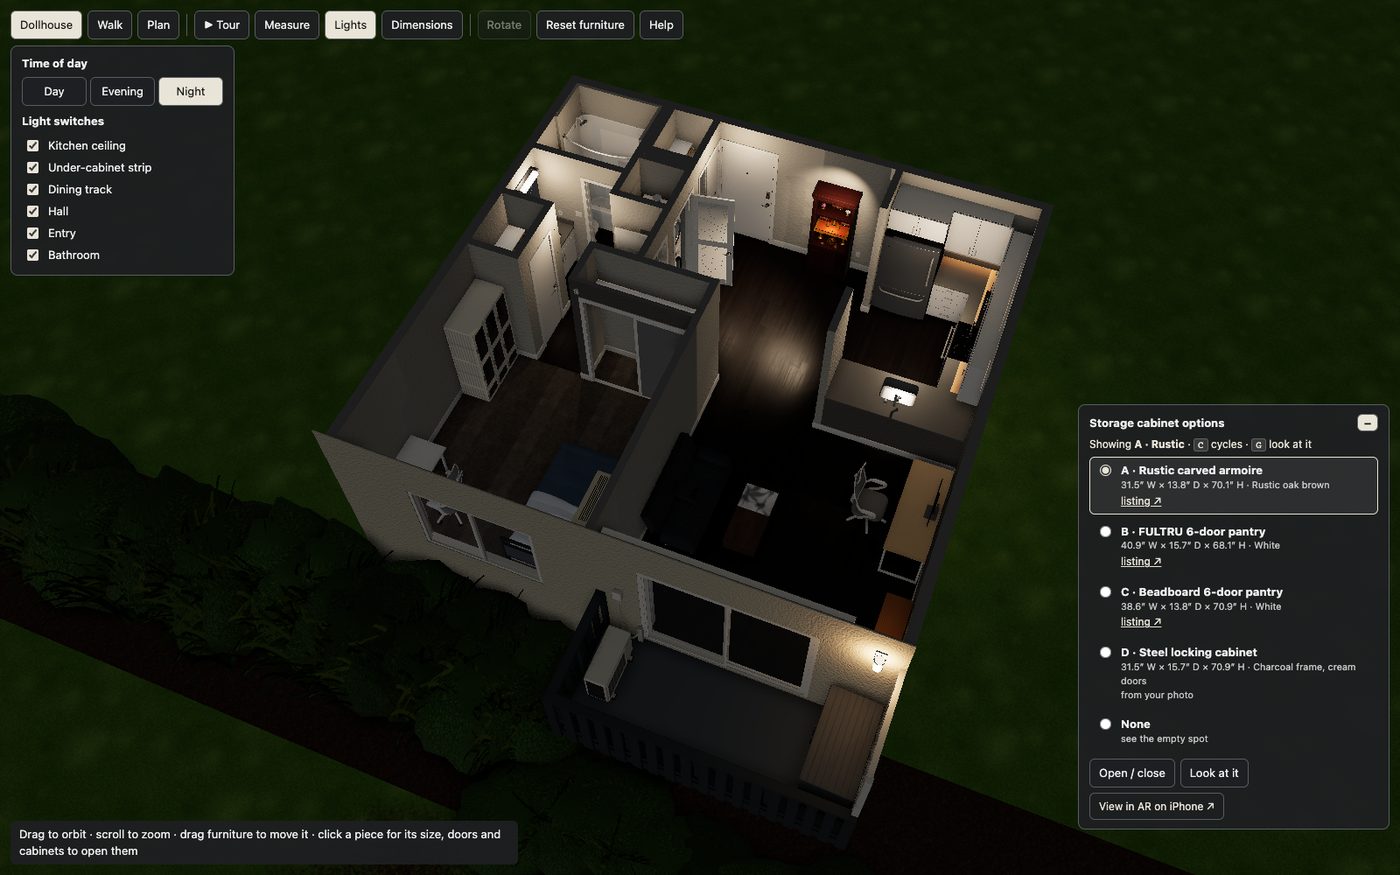 Dollhouse Walk Plan ▶ Tour Measure Lights Dimensions Rotate Reset furniture Help
Time of day
Day Evening Night
Light switches
Kitchen ceiling
Under-cabinet strip
Dining track
Hall
Entry
Bathroom
Storage cabinet options –
Showing A · Rustic · C cycles · G look at it
A · Rustic carved armoire
31.5″ W × 13.8″ D × 70.1″ H · Rustic oak brown
listing ↗
B · FULTRU 6-door pantry
40.9″ W × 15.7″ D × 68.1″ H · White
listing ↗
C · Beadboard 6-door pantry
38.6″ W × 13.8″ D × 70.9″ H · White
listing ↗
D · Steel locking cabinet
31.5″ W × 15.7″ D × 70.9″ H · Charcoal frame, cream
doors
from your photo
None
see the empty spot
Open / close Look at it
View in AR on iPhone ↗
Drag to orbit · scroll to zoom · drag furniture to move it · click a piece for its size, doors and
cabinets to open them